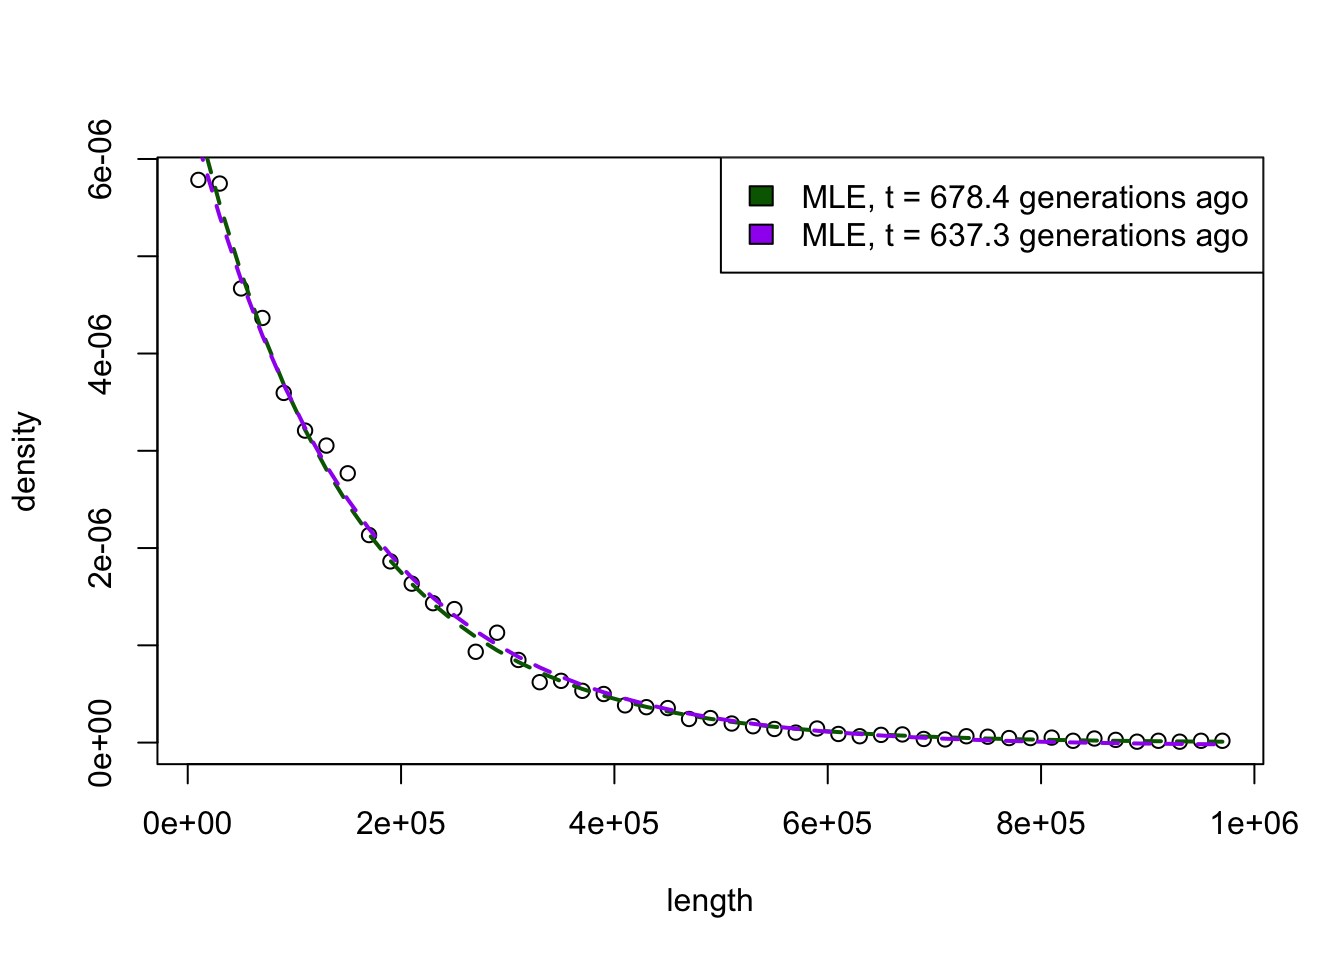 MLE, t = 678.4 generations ago
MLE, t = 637.3 generations ago
density
6e-06
4e-06
2e-06
0e+00
0e+00 2e+05 4e+05 6e+05 8e+05 1e+06
length